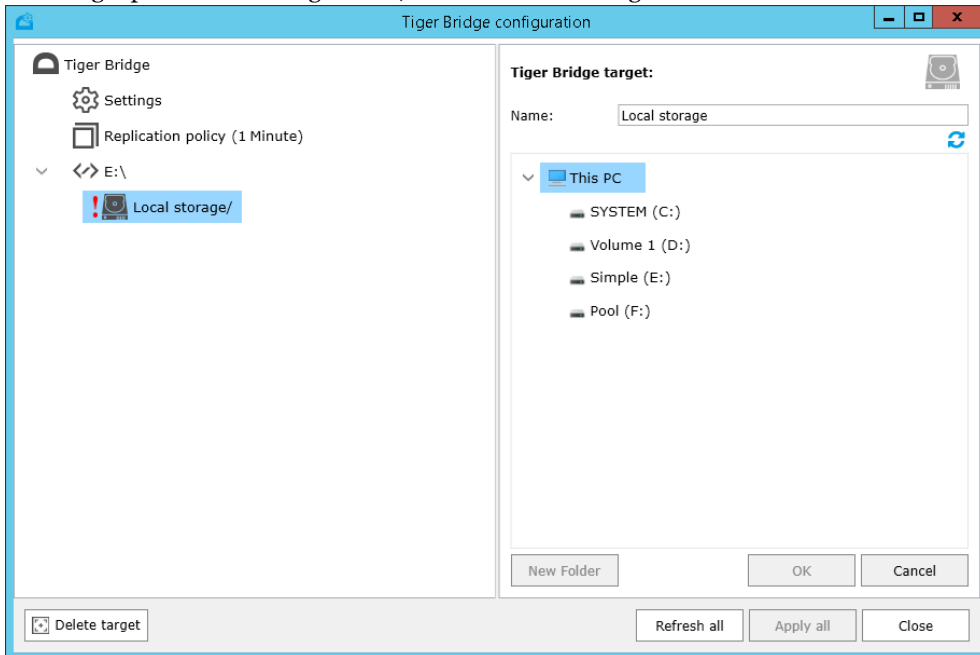 Tiger Bridge configuration
Tiger Bridge
Settings
Replication policy (1 Minute)
E:\
Local storage/
Tiger Bridge target:
Name: Local storage
This PC
SYSTEM (C:)
Volume 1 (D:)
Simple (E:)
Pool (F:)
New Folder OK Cancel
Delete target Refresh all Apply all Close